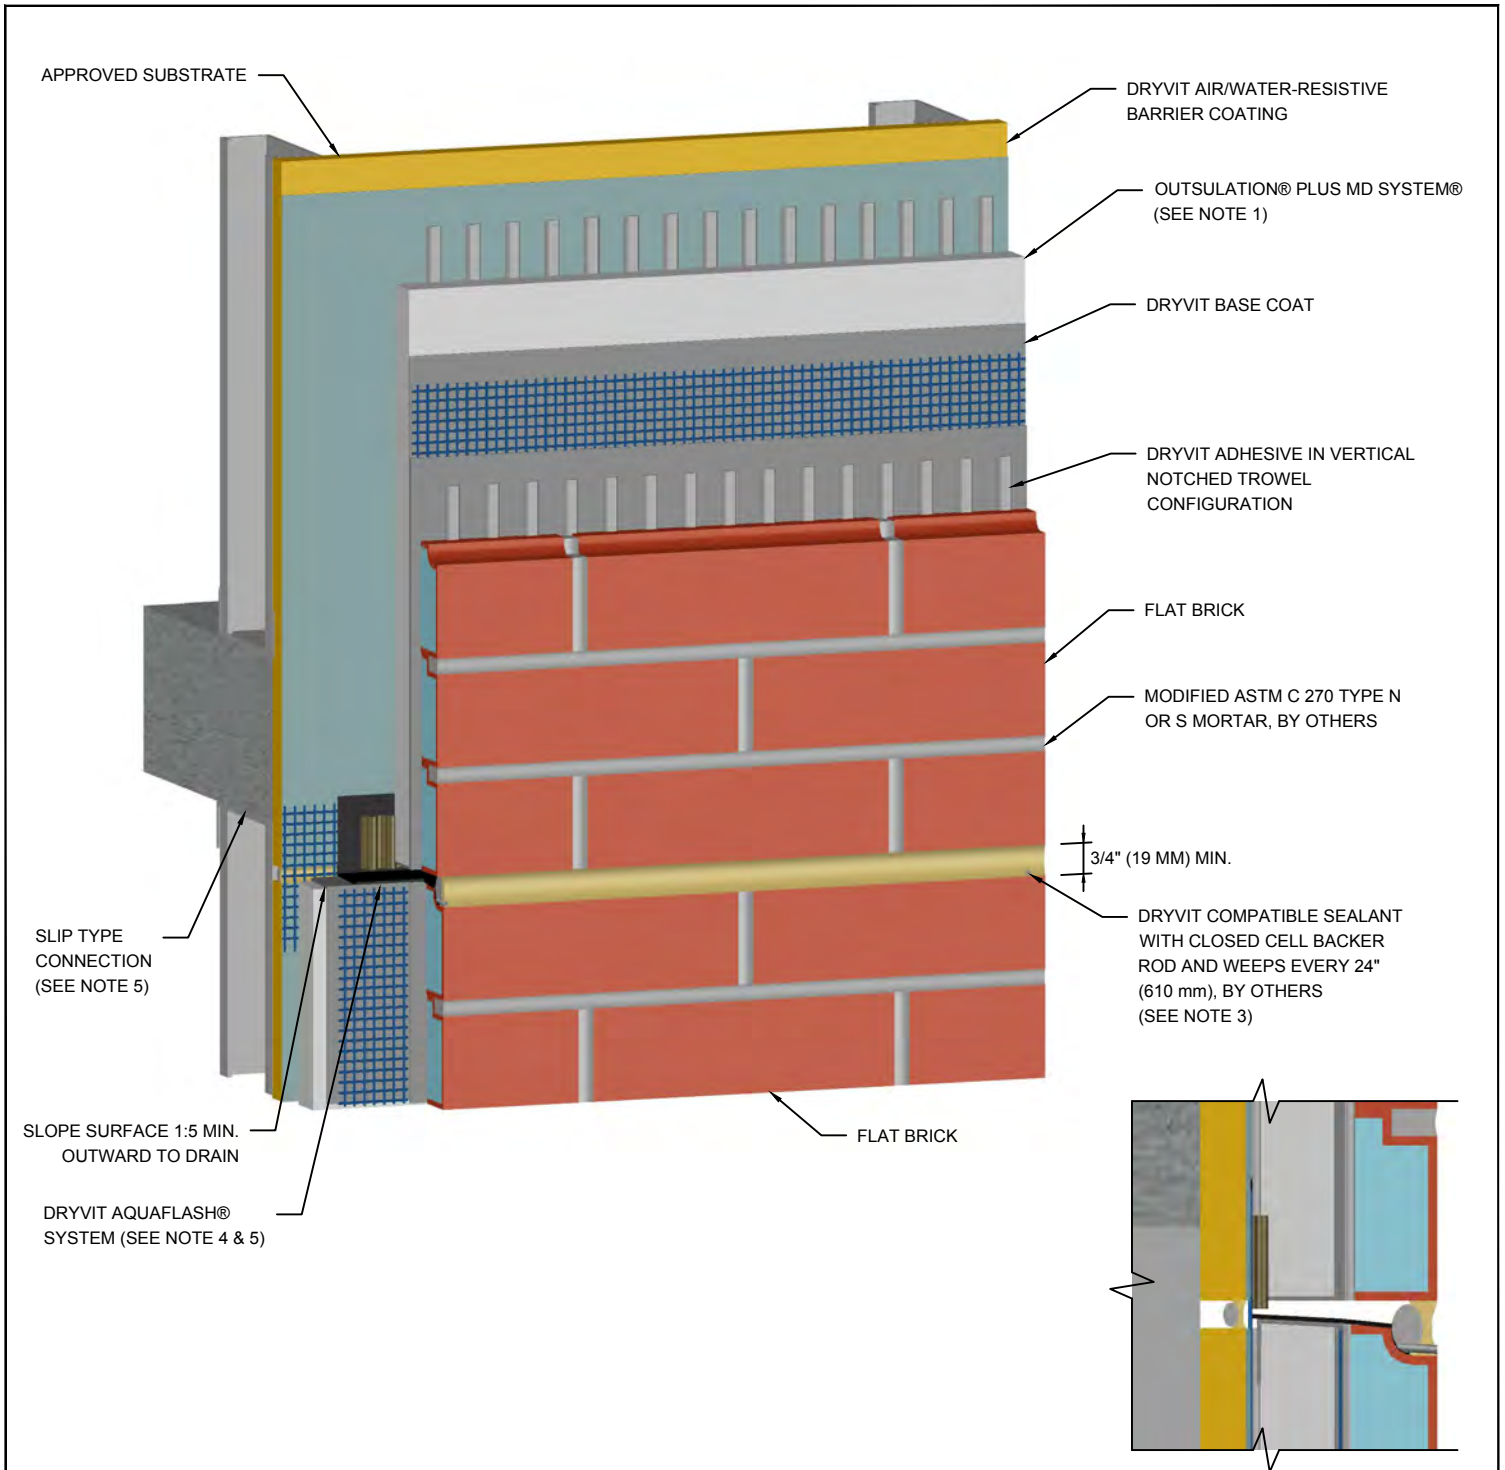 APPROVED SUBSTRATE
DRYVIT AIR/WATER-RESISTIVE
BARRIER COATING
OUTSULATION® PLUS MD SYSTEM®
(SEE NOTE 1)
DRYVIT BASE COAT
DRYVIT ADHESIVE IN VERTICAL
NOTCHED TROWEL
CONFIGURATION
FLAT BRICK
MODIFIED ASTM C 270 TYPE N
OR S MORTAR, BY OTHERS
3/4" (19 MM) MIN.
DRYVIT COMPATIBLE SEALANT
WITH CLOSED CELL BACKER
ROD AND WEEPS EVERY 24"
(610 mm), BY OTHERS
(SEE NOTE 3)
SLIP TYPE
CONNECTION
(SEE NOTE 5)
SLOPE SURFACE 1:5 MIN.
OUTWARD TO DRAIN
DRYVIT AQUAFLASH®
SYSTEM (SEE NOTE 4 & 5)
FLAT BRICK